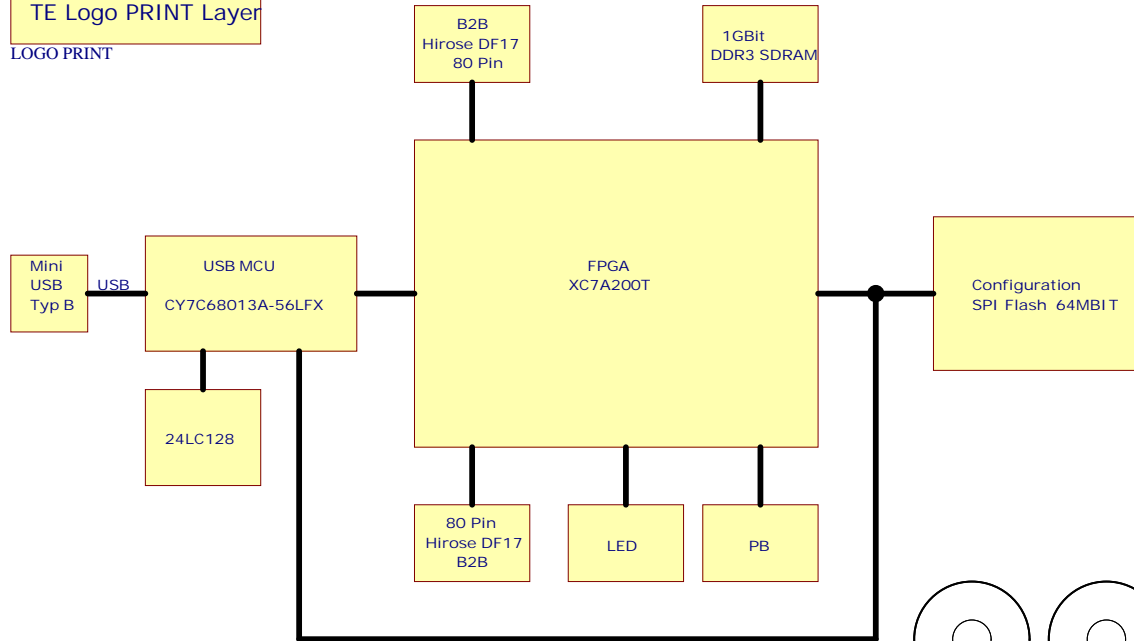 TE Logo PRINT Layer
LOGO PRINT
B2B
Hirose DF17
80 Pin
1GBit
DDR3 SDRAM
Mini
USB
Typ B
USB
USB MCU
CY7C68013A-56LFX
FPGA
XC7A200T
Configuration
SPI Flash 64MBIT
24LC128
80 Pin
Hirose DF17
B2B
LED
PB